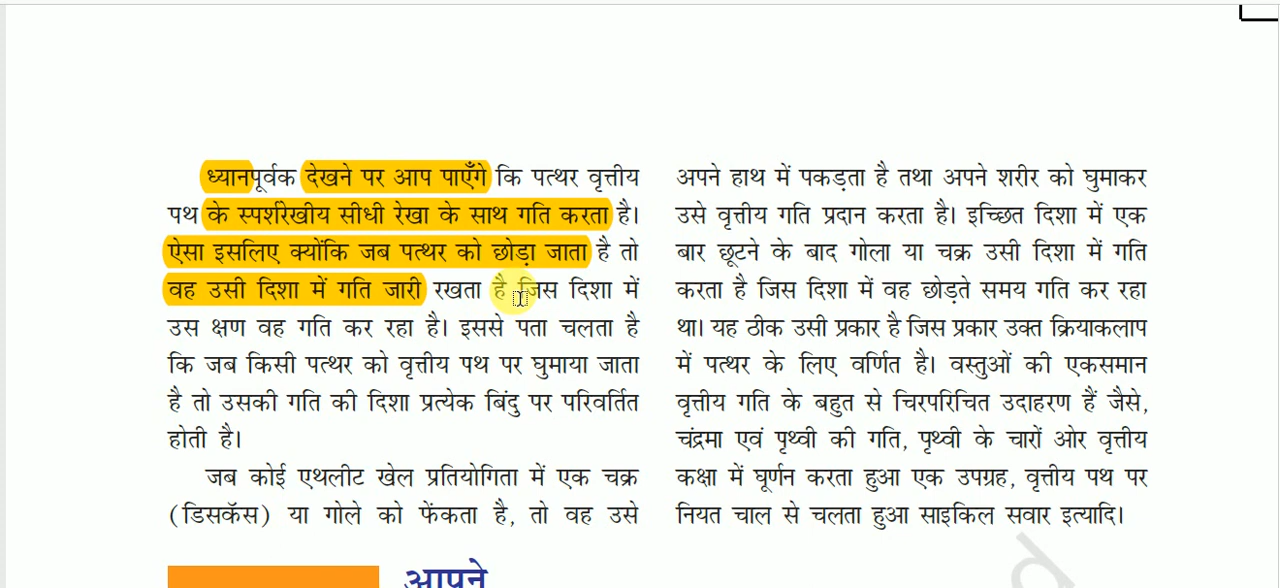 ध्यानपूर्वक देखने पर आप पाएँगे कि पत्थर वृत्तीय
पथ के स्पर्शरेखीय सीधी रेखा के साथ गति करता है।
ऐसा इसलिए क्योंकि जब पत्थर को छोड़ा जाता है तो
वह उसी दिशा में गति जारी रखता है जिस दिशा में
उस क्षण वह गति कर रहा है। इससे पता चलता है
कि जब किसी पत्थर को वृत्तीय पथ पर घुमाया जाता
है तो उसकी गति की दिशा प्रत्येक बिंदु पर परिवर्तित
होती है।
जब कोई एथलीट खेल प्रतियोगिता में एक चक्र
(डिसकॅस) या गोले को फेंकता है, तो वह उसे
अपने हाथ में पकड़ता है तथा अपने शरीर को घुमाकर
उसे वृत्तीय गति प्रदान करता है। इच्छित दिशा में एक
बार छूटने के बाद गोला या चक्र उसी दिशा में गति
करता है जिस दिशा में वह छोड़ते समय गति कर रहा
था। यह ठीक उसी प्रकार है जिस प्रकार उक्त क्रियाकलाप
में पत्थर के लिए वर्णित है। वस्तुओं की एकसमान
वृत्तीय गति के बहुत से चिरपरिचित उदाहरण हैं जैसे,
चंद्रमा एवं पृथ्वी की गति, पृथ्वी के चारों ओर वृत्तीय
कक्षा में घूर्णन करता हुआ एक उपग्रह, वृत्तीय पथ पर
नियत चाल से चलता हुआ साइकिल सवार इत्यादि।
आपने